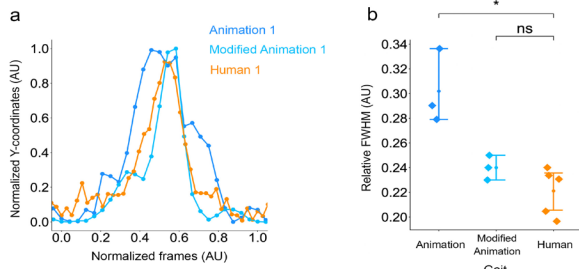 a
Animation 1
Modified Animation 1
Human 1
Normalized Y-coordinates (AU)
1.0
0.8
0.6
0.4
0.2
0.0
0.0 0.2 0.4 0.6 0.8 1.0
Normalized frames (AU)
b
*
ns
Relative FWHM (AU)
0.34
0.32
0.30
0.28
0.26
0.24
0.22
0.20
Animation
Modified
Animation
Human
Gait